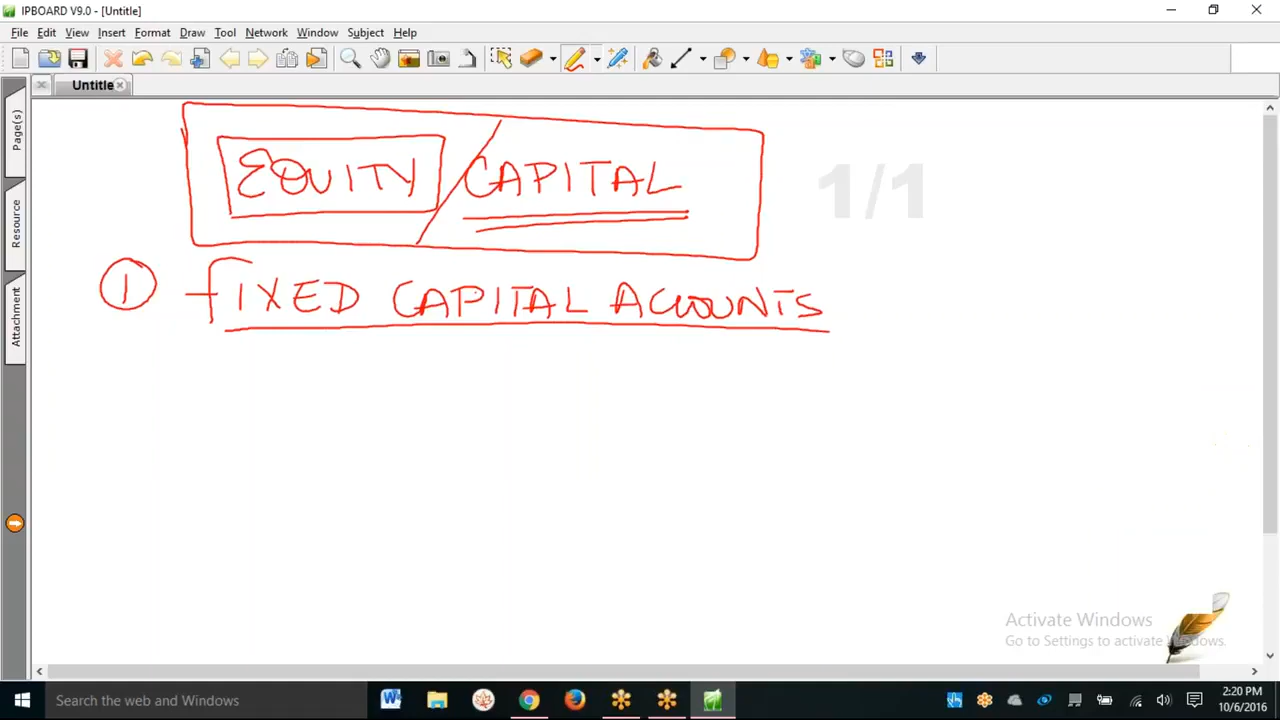 IPBOARD V9.0 - [Untitle]
File Edit View Insert Format Draw Tool Network Window Subject Help
Untitle
Page(s)
Resource
Attachment
EQUITY / CAPITAL
1/1
① FIXED CAPITAL ACCOUNTS
Activate Windows
Go to Settings to activate Windows.
Search the web and Windows
2:20 PM
10/6/2016